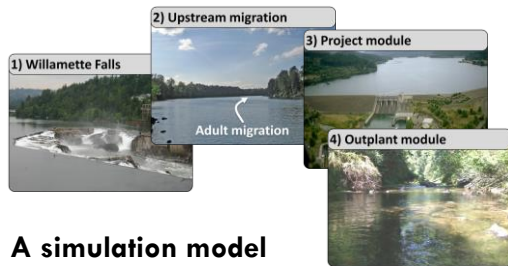 1) Willamette Falls
2) Upstream migration
Adult migration
3) Project module
4) Outplant module
A simulation model